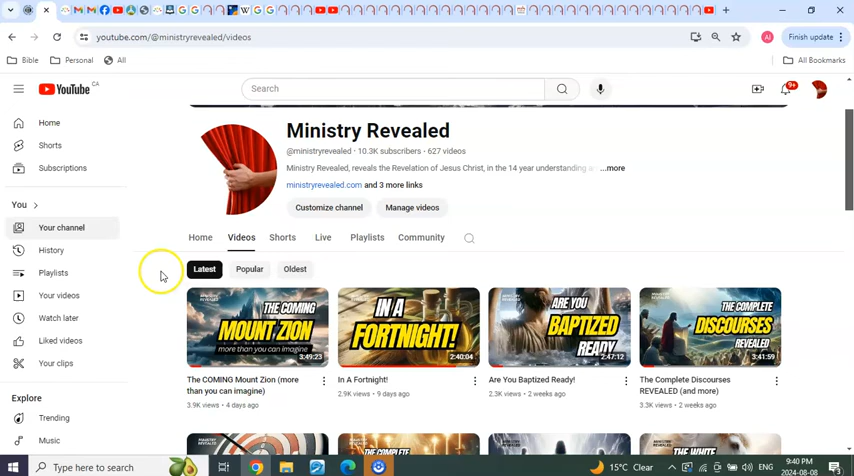 youtube.com/@ministryrevealed/videos
AI
Finish update
Bible
Personal
All
All Bookmarks
YouTube CA
Search
9+
Home
Shorts
Subscriptions
You
Your channel
History
Playlists
Your videos
Watch later
Liked videos
Your clips
Explore
Trending
Music
Ministry Revealed
@ministryrevealed · 10.3K subscribers · 627 videos
Ministry Revealed, reveals the Revelation of Jesus Christ, in the 14 year understanding an ...more
ministryrevealed.com and 3 more links
Customize channel
Manage videos
Home
Videos
Shorts
Live
Playlists
Community
Latest
Popular
Oldest
THE COMING
MOUNT ZION
more than you can imagine
3:49:23
The COMING Mount Zion (more
than you can imagine)
3.9K views · 4 days ago
IN A
FORTNIGHT!
2:40:04
In A Fortnight!
2.9K views · 9 days ago
ARE YOU
BAPTIZED
READY
2:47:12
Are You Baptized Ready!
2.3K views · 2 weeks ago
THE COMPLETE
DISCOURSES
REVEALED
3:41:59
The Complete Discourses
REVEALED (and more)
3.3K views · 2 weeks ago
THE COMPLETE
THE WHITE
Type here to search
15°C Clear
ENG
9:40 PM
2024-08-08
3